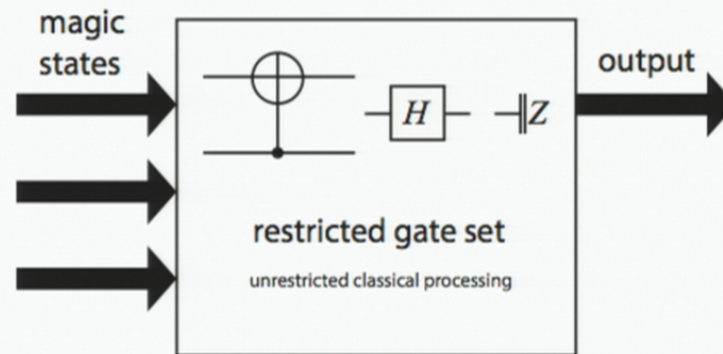 magic
states
output
H
Z
restricted gate set
unrestricted classical processing